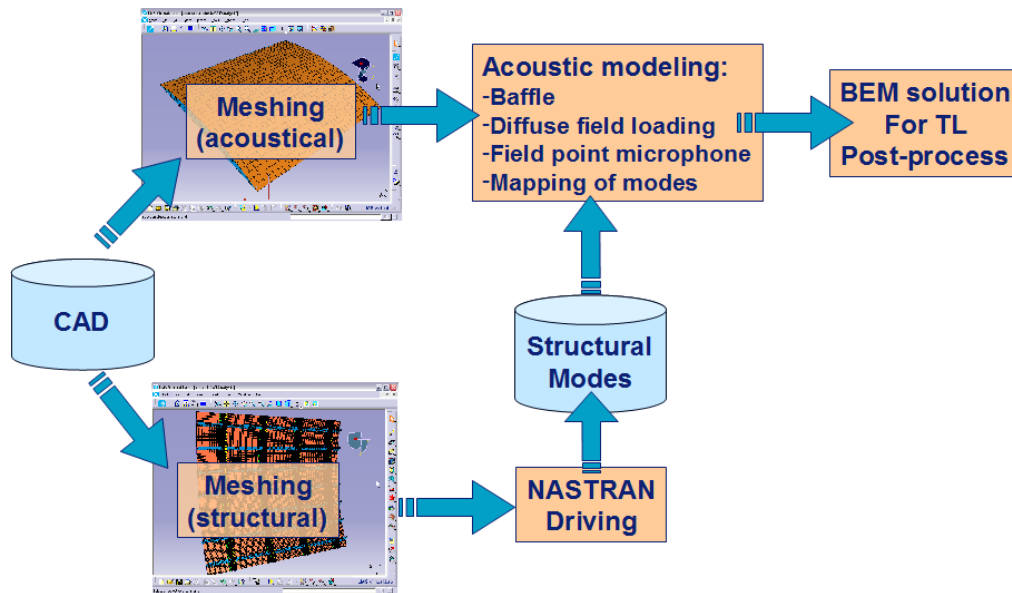 Meshing
(acoustical)
Acoustic modeling:
-Baffle
-Diffuse field loading
-Field point microphone
-Mapping of modes
BEM solution
For TL
Post-process
CAD
Structural
Modes
Meshing
(structural)
NASTRAN
Driving